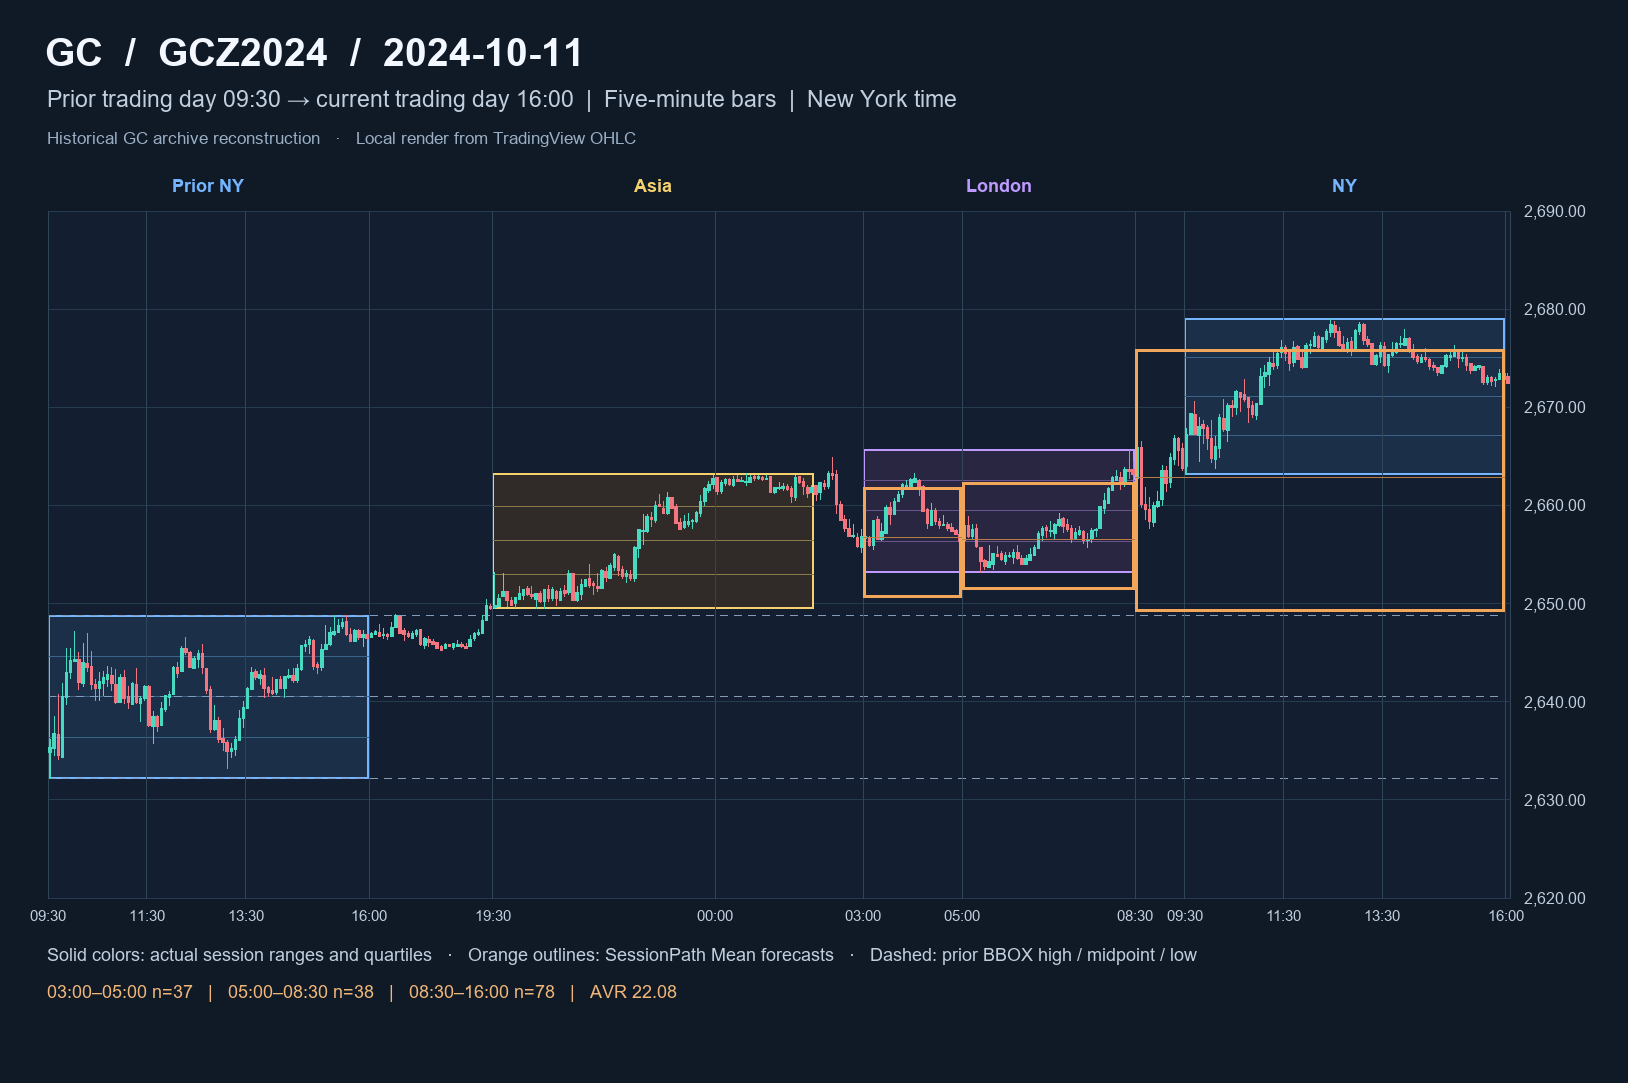 GC / GCZ2024 / 2024-10-11
Prior trading day 09:30 → current trading day 16:00 | Five-minute bars | New York time
Historical GC archive reconstruction · Local render from TradingView OHLC
Prior NY Asia London NY
2,690.00
2,680.00
2,670.00
2,660.00
2,650.00
2,640.00
2,630.00
2,620.00
09:30 11:30 13:30 16:00 19:30 00:00 03:00 05:00 08:30 09:30 11:30 13:30 16:00
Solid colors: actual session ranges and quartiles · Orange outlines: SessionPath Mean forecasts · Dashed: prior BBOX high / midpoint / low
03:00–05:00 n=37 | 05:00–08:30 n=38 | 08:30–16:00 n=78 | AVR 22.08